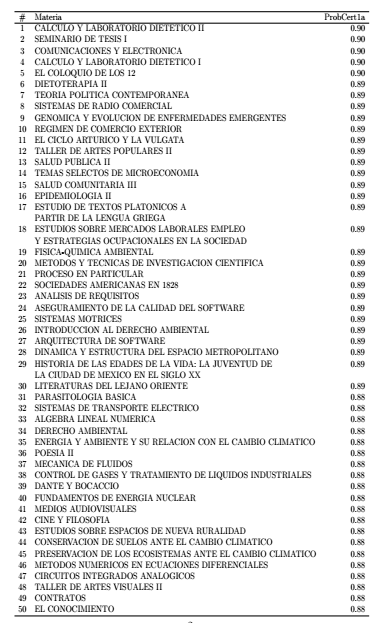 # Materia ProbCert1a
1 CALCULO Y LABORATORIO DIETETICO II 0.90
2 SEMINARIO DE TESIS I 0.90
3 COMUNICACIONES Y ELECTRONICA 0.90
4 CALCULO Y LABORATORIO DIETETICO I 0.90
5 EL COLOQUIO DE LOS 12 0.90
6 DIETOTERAPIA II 0.89
7 TEORIA POLITICA CONTEMPORANEA 0.89
8 SISTEMAS DE RADIO COMERCIAL 0.89
9 GENOMICA Y EVOLUCION DE ENFERMEDADES EMERGENTES 0.89
10 REGIMEN DE COMERCIO EXTERIOR 0.89
11 EL CICLO ARTURICO Y LA VULGATA 0.89
12 TALLER DE ARTES POPULARES II 0.89
13 SALUD PUBLICA II 0.89
14 TEMAS SELECTOS DE MICROECONOMIA 0.89
15 SALUD COMUNITARIA III 0.89
16 EPIDEMIOLOGIA II 0.89
17 ESTUDIO DE TEXTOS PLATONICOS A 0.89
PARTIR DE LA LENGUA GRIEGA
18 ESTUDIOS SOBRE MERCADOS LABORALES EMPLEO 0.89
Y ESTRATEGIAS OCUPACIONALES EN LA SOCIEDAD
19 FISICA-QUIMICA AMBIENTAL 0.89
20 METODOS Y TECNICAS DE INVESTIGACION CIENTIFICA 0.89
21 PROCESO EN PARTICULAR 0.89
22 SOCIEDADES AMERICANAS EN 1828 0.89
23 ANALISIS DE REQUISITOS 0.89
24 ASEGURAMIENTO DE LA CALIDAD DEL SOFTWARE 0.89
25 SISTEMAS MOTRICES 0.89
26 INTRODUCCION AL DERECHO AMBIENTAL 0.89
27 ARQUITECTURA DE SOFTWARE 0.89
28 DINAMICA Y ESTRUCTURA DEL ESPACIO METROPOLITANO 0.89
29 HISTORIA DE LAS EDADES DE LA VIDA: LA JUVENTUD DE 0.89
LA CIUDAD DE MEXICO EN EL SIGLO XX
30 LITERATURAS DEL LEJANO ORIENTE 0.89
31 PARASITOLOGIA BASICA 0.88
32 SISTEMAS DE TRANSPORTE ELECTRICO 0.88
33 ALGEBRA LINEAL NUMERICA 0.88
34 DERECHO AMBIENTAL 0.88
35 ENERGIA Y AMBIENTE Y SU RELACION CON EL CAMBIO CLIMATICO 0.88
36 POESIA II 0.88
37 MECANICA DE FLUIDOS 0.88
38 CONTROL DE GASES Y TRATAMIENTO DE LIQUIDOS INDUSTRIALES 0.88
39 DANTE Y BOCACCIO 0.88
40 FUNDAMENTOS DE ENERGIA NUCLEAR 0.88
41 MEDIOS AUDIOVISUALES 0.88
42 CINE Y FILOSOFIA 0.88
43 ESTUDIOS SOBRE ESPACIOS DE NUEVA RURALIDAD 0.88
44 CONSERVACION DE SUELOS ANTE EL CAMBIO CLIMATICO 0.88
45 PRESERVACION DE LOS ECOSISTEMAS ANTE EL CAMBIO CLIMATICO 0.88
46 METODOS NUMERICOS EN ECUACIONES DIFERENCIALES 0.88
47 CIRCUITOS INTEGRADOS ANALOGICOS 0.88
48 TALLER DE ARTES VISUALES II 0.88
49 CONTRATOS 0.88
50 EL CONOCIMIENTO 0.88